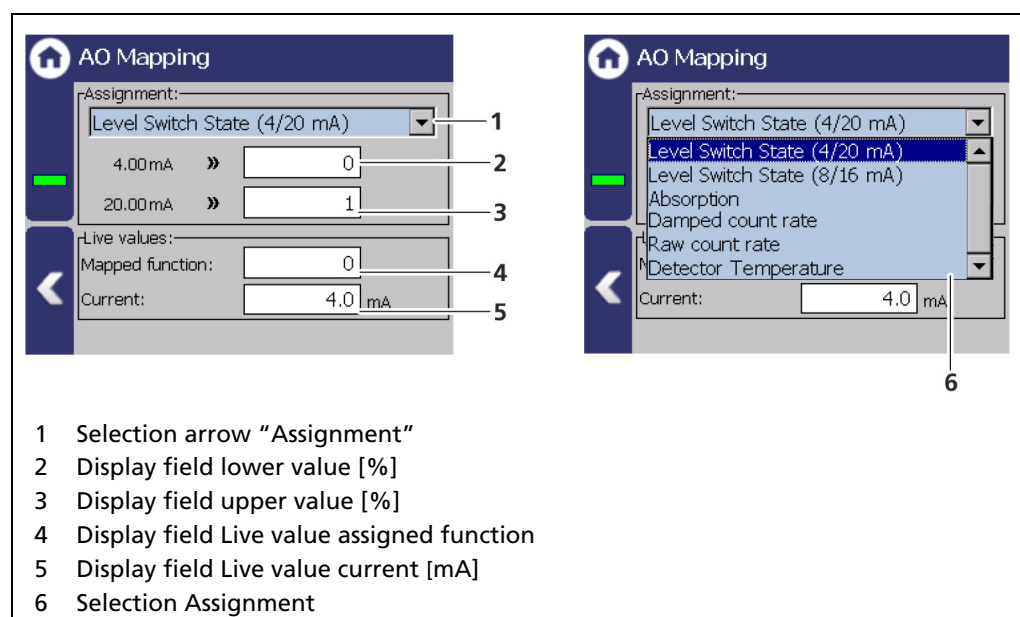 AO Mapping
Assignment:
Level Switch State (4/20 mA)
1
4.00 mA » 0
2
20.00 mA » 1
3
Live values:
Mapped function: 0
4
Current: 4.0 mA
5
AO Mapping
Assignment:
Level Switch State (4/20 mA)
Level Switch State (4/20 mA)
Level Switch State (8/16 mA)
Absorption
Damped count rate
Raw count rate
Detector Temperature
Current: 4.0 mA
6
1 Selection arrow “Assignment”
2 Display field lower value [%]
3 Display field upper value [%]
4 Display field Live value assigned function
5 Display field Live value current [mA]
6 Selection Assignment